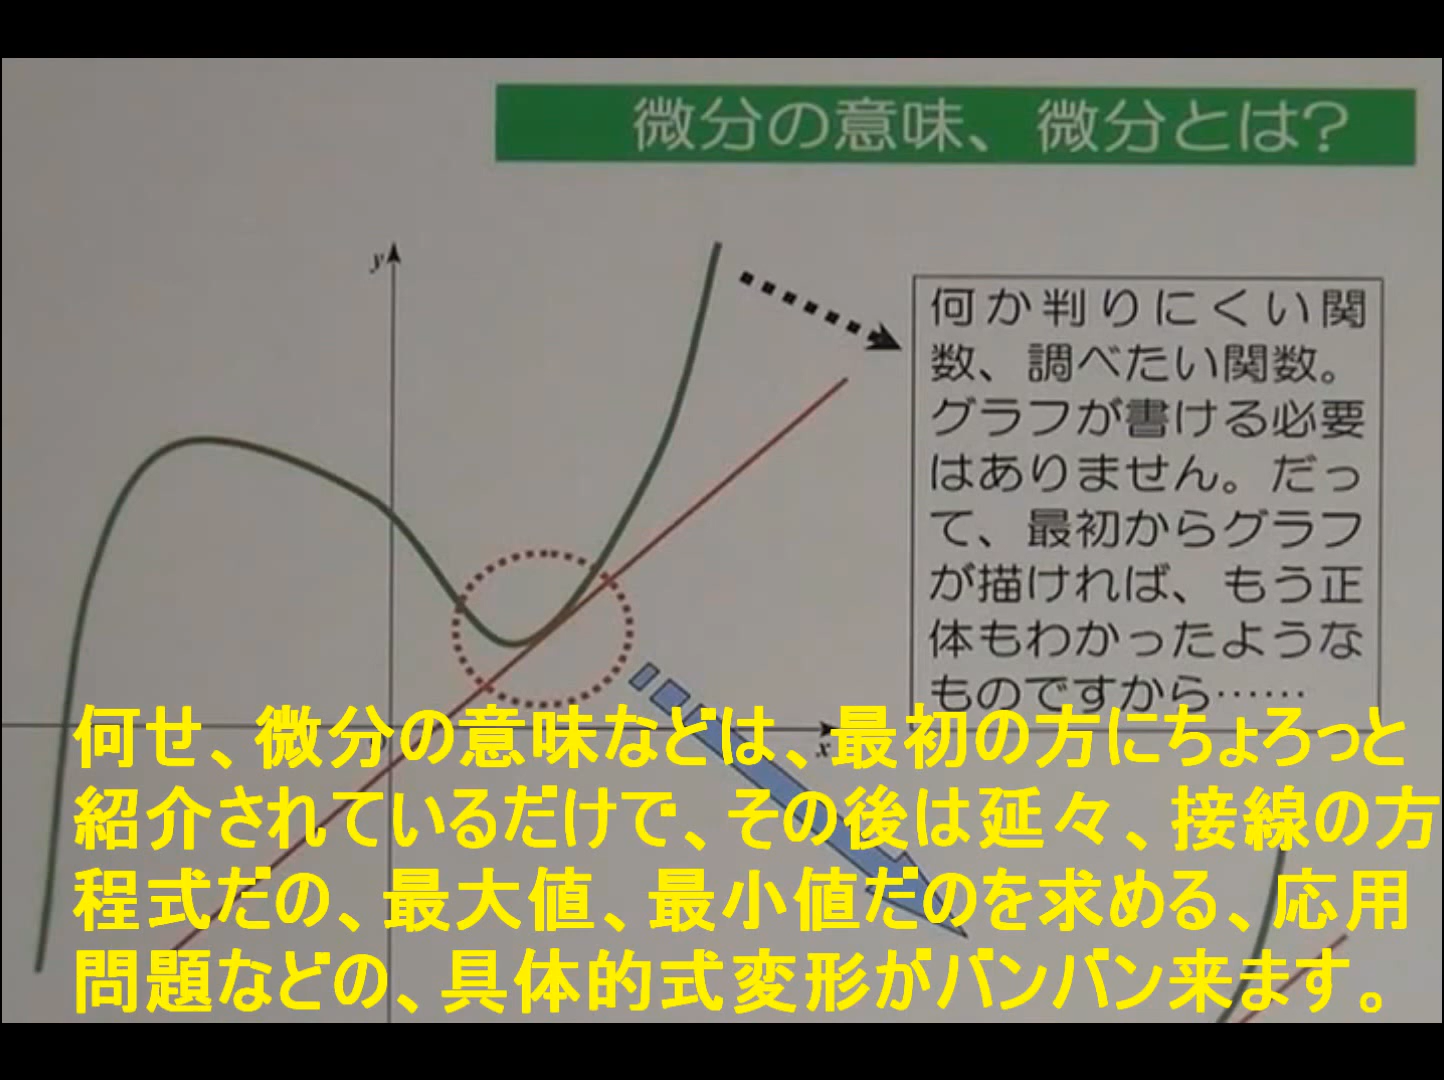 微分の意味、微分とは？
y
何か判りにくい関
数、調べたい関数。
グラフが書ける必要
はありません。だっ
て、最初からグラフ
が描ければ、もう正
体もわかったような
ものですから……
x
何せ、微分の意味などは、最初の方にちょろっと
紹介されているだけで、その後は延々、接線の方
程式だの、最大値、最小値だのを求める、応用
問題などの、具体的式変形がバンバン来ます。